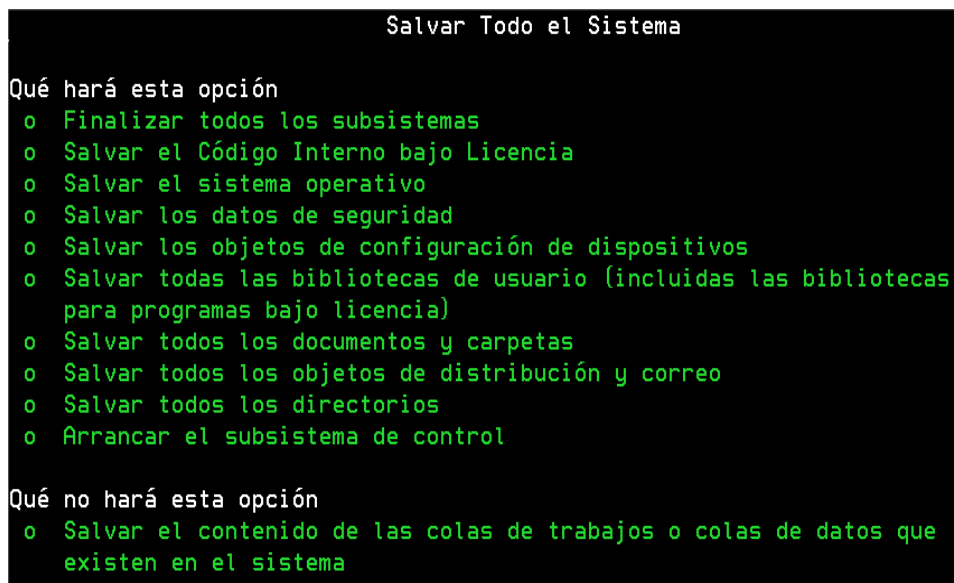 Salvar Todo el Sistema
Qué hará esta opción
o Finalizar todos los subsistemas
o Salvar el Código Interno bajo Licencia
o Salvar el sistema operativo
o Salvar los datos de seguridad
o Salvar los objetos de configuración de dispositivos
o Salvar todas las bibliotecas de usuario (incluidas las bibliotecas
para programas bajo licencia)
o Salvar todos los documentos y carpetas
o Salvar todos los objetos de distribución y correo
o Salvar todos los directorios
o Arrancar el subsistema de control
Qué no hará esta opción
o Salvar el contenido de las colas de trabajos o colas de datos que
existen en el sistema